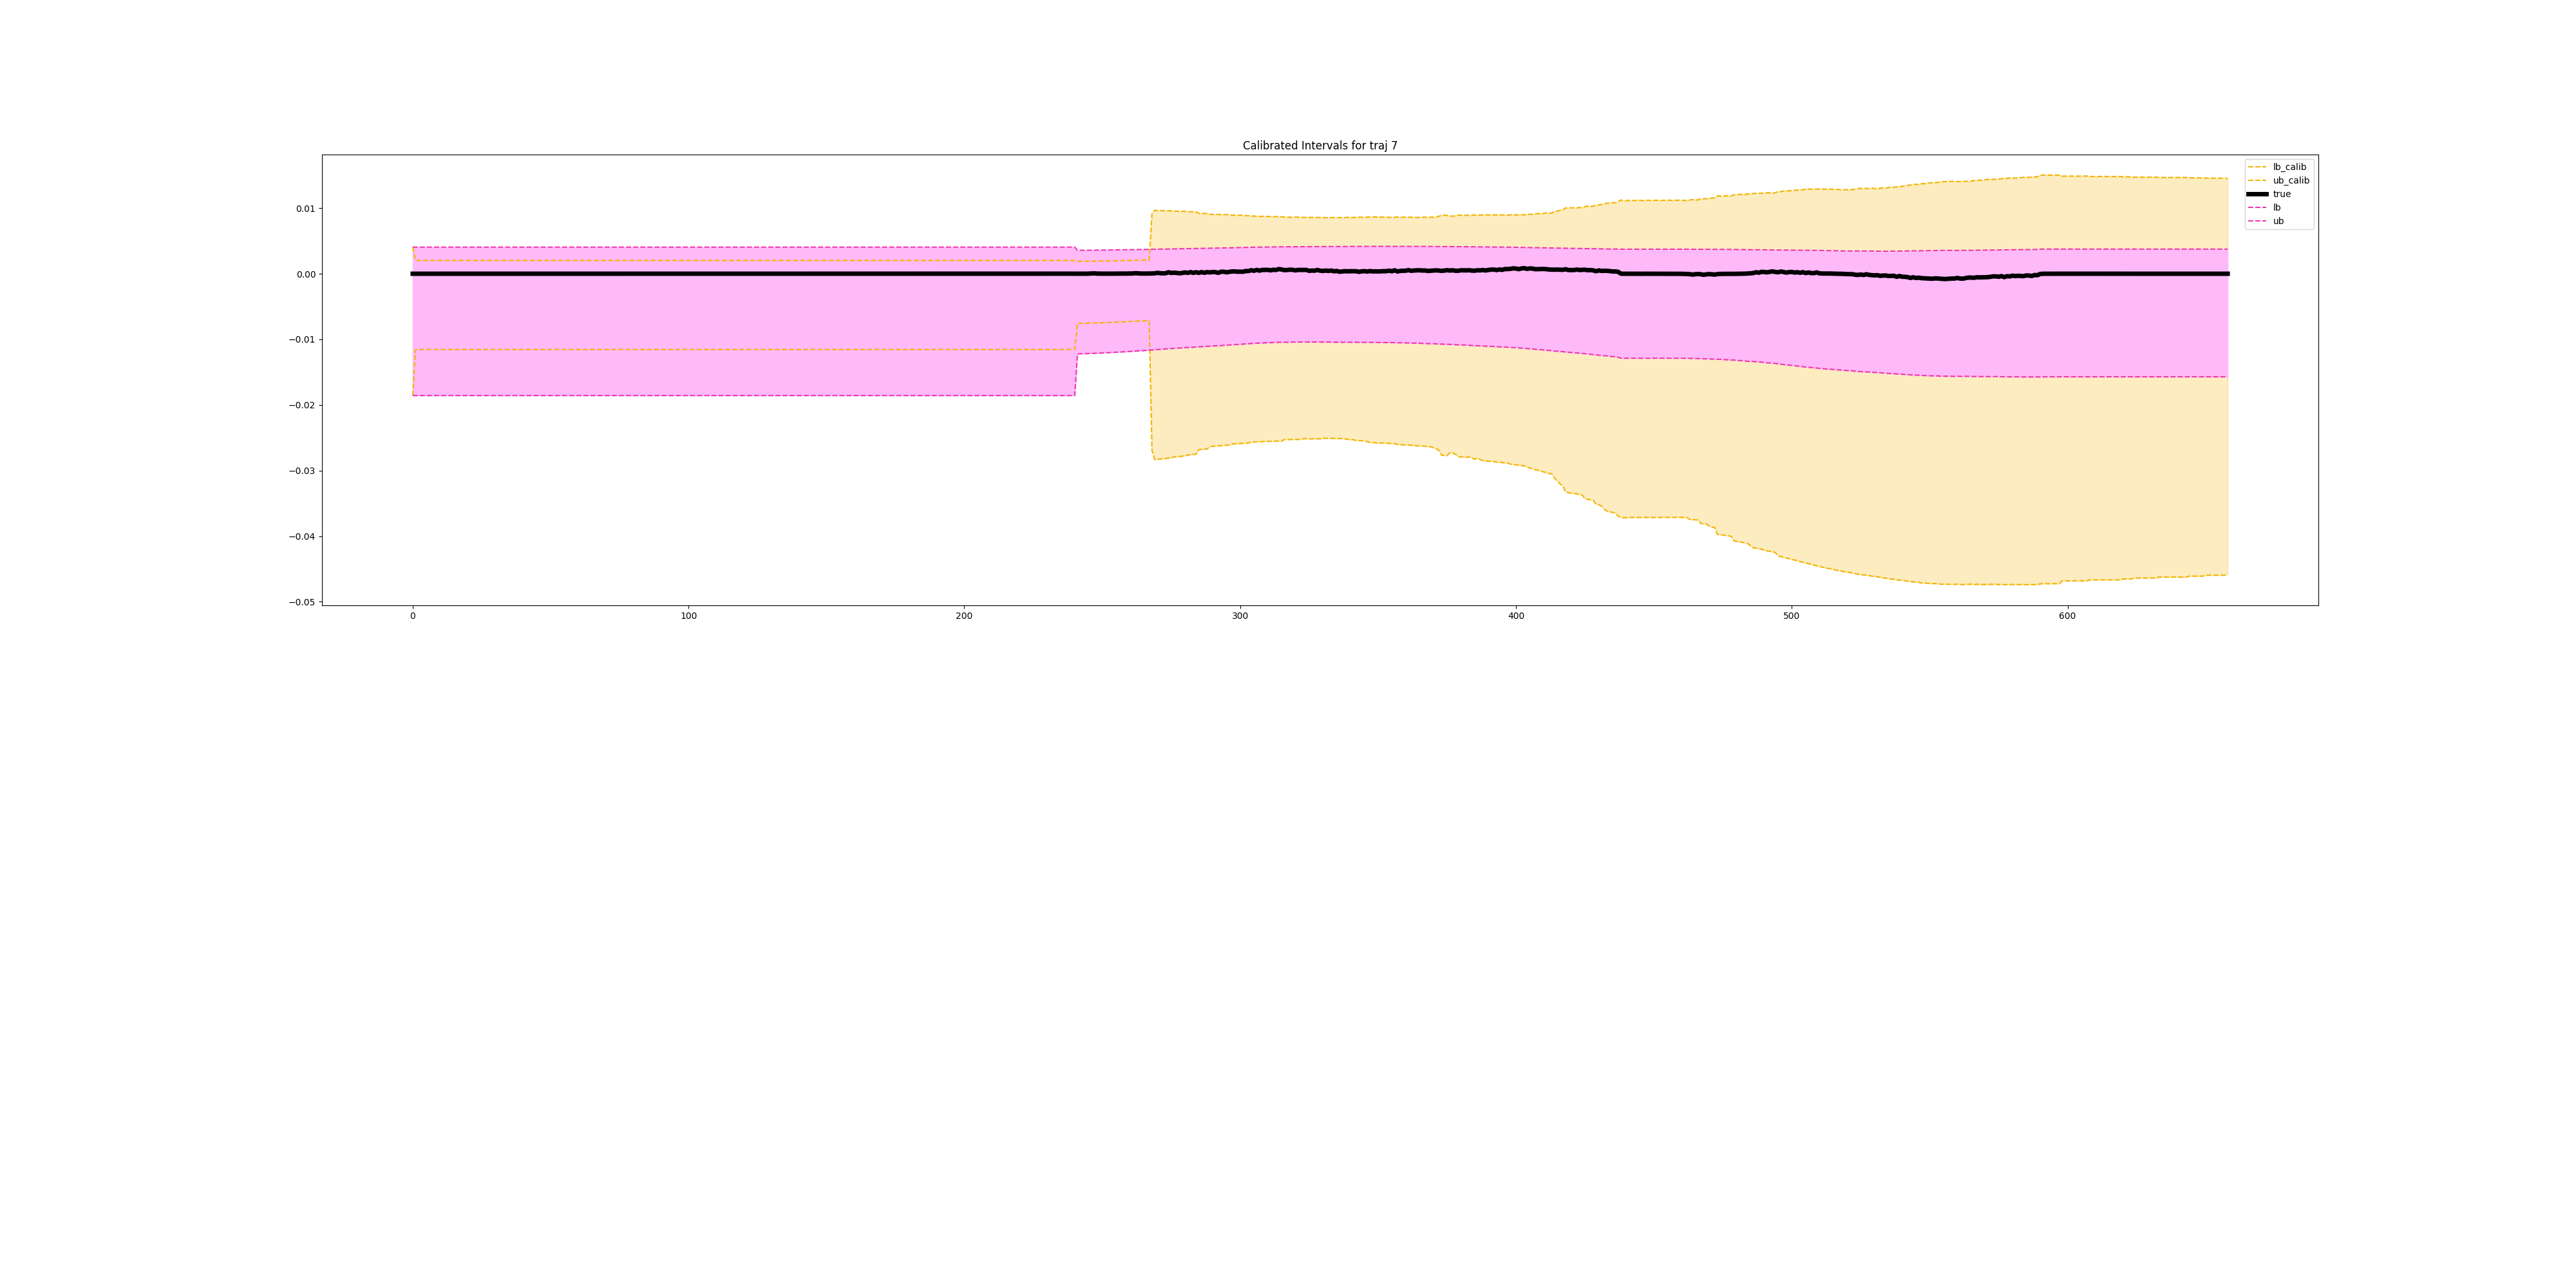 Calibrated Intervals for traj 7
lb_calib
ub_calib
true
lb
ub
0.01
0.00
−0.01
−0.02
−0.03
−0.04
−0.05
0 100 200 300 400 500 600